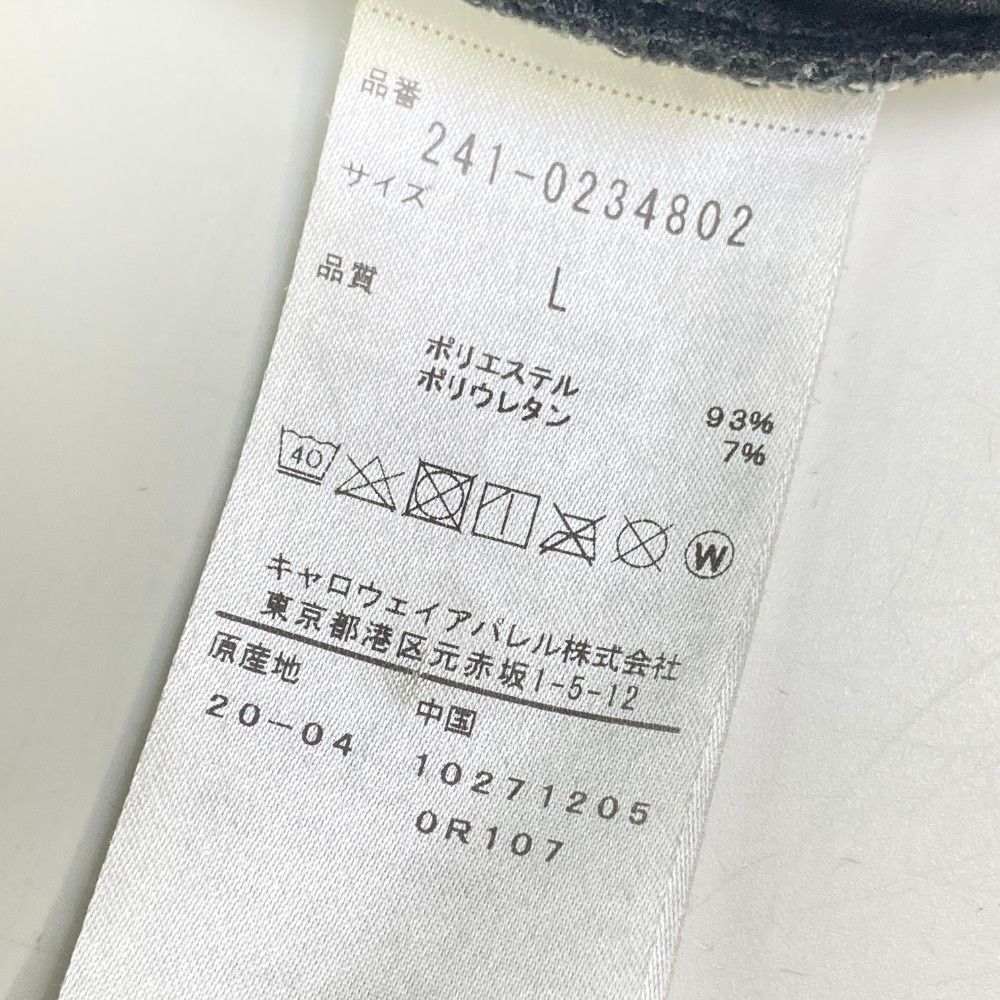 品番
241-0234802
サイズ
L
品質
ポリエステル 93%
ポリウレタン 7%
40
W
キャロウェイアパレル株式会社
東京都港区元赤坂1-5-12
原産地 中国
20-04 10271205
0R107